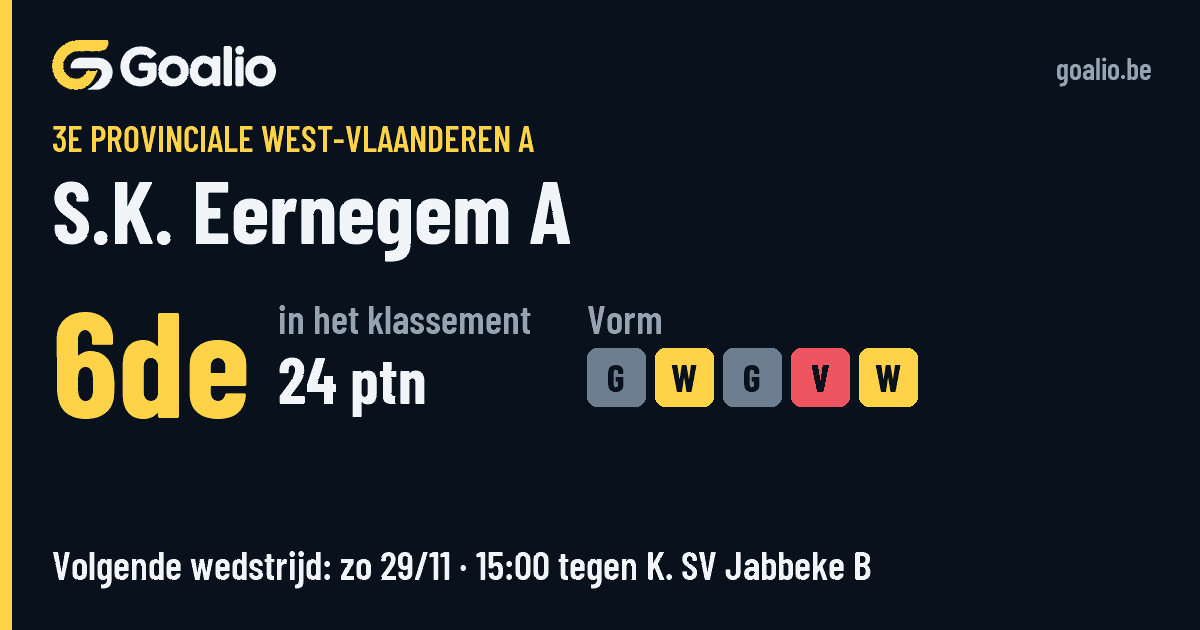 Goalio
goalio.be
3E PROVINCIALE WEST-VLAANDEREN A
S.K. Eernegem A
6de
in het klassement
24 ptn
Vorm
G W G V W
Volgende wedstrijd: zo 29/11 · 15:00 tegen K. SV Jabbeke B